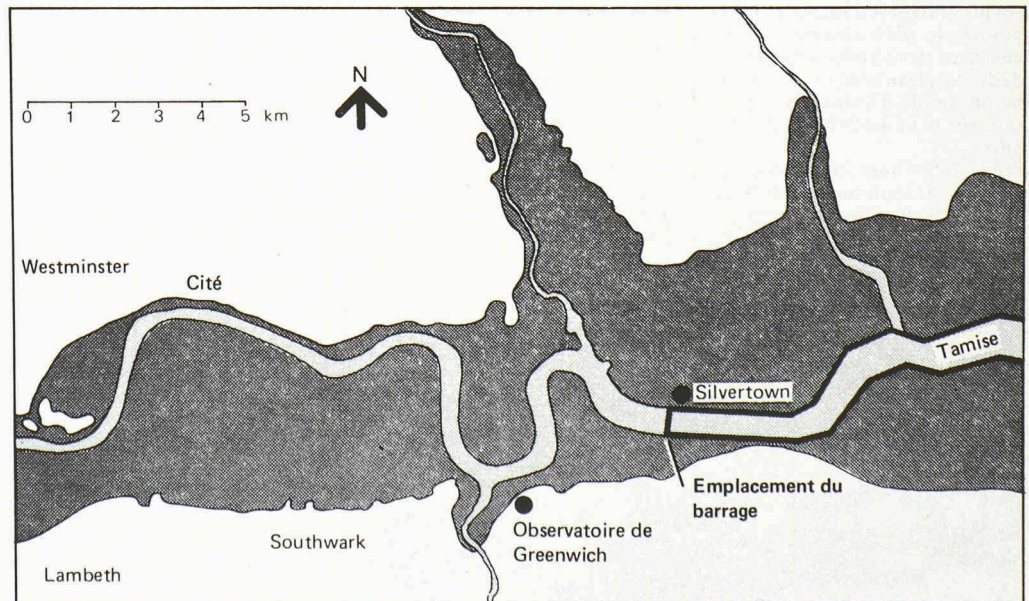 N
0 1 2 3 4 5 km
Westminster
Cité
Tamise
Silvertown
Emplacement du
barrage
Observatoire de
Greenwich
Southwark
Lambeth